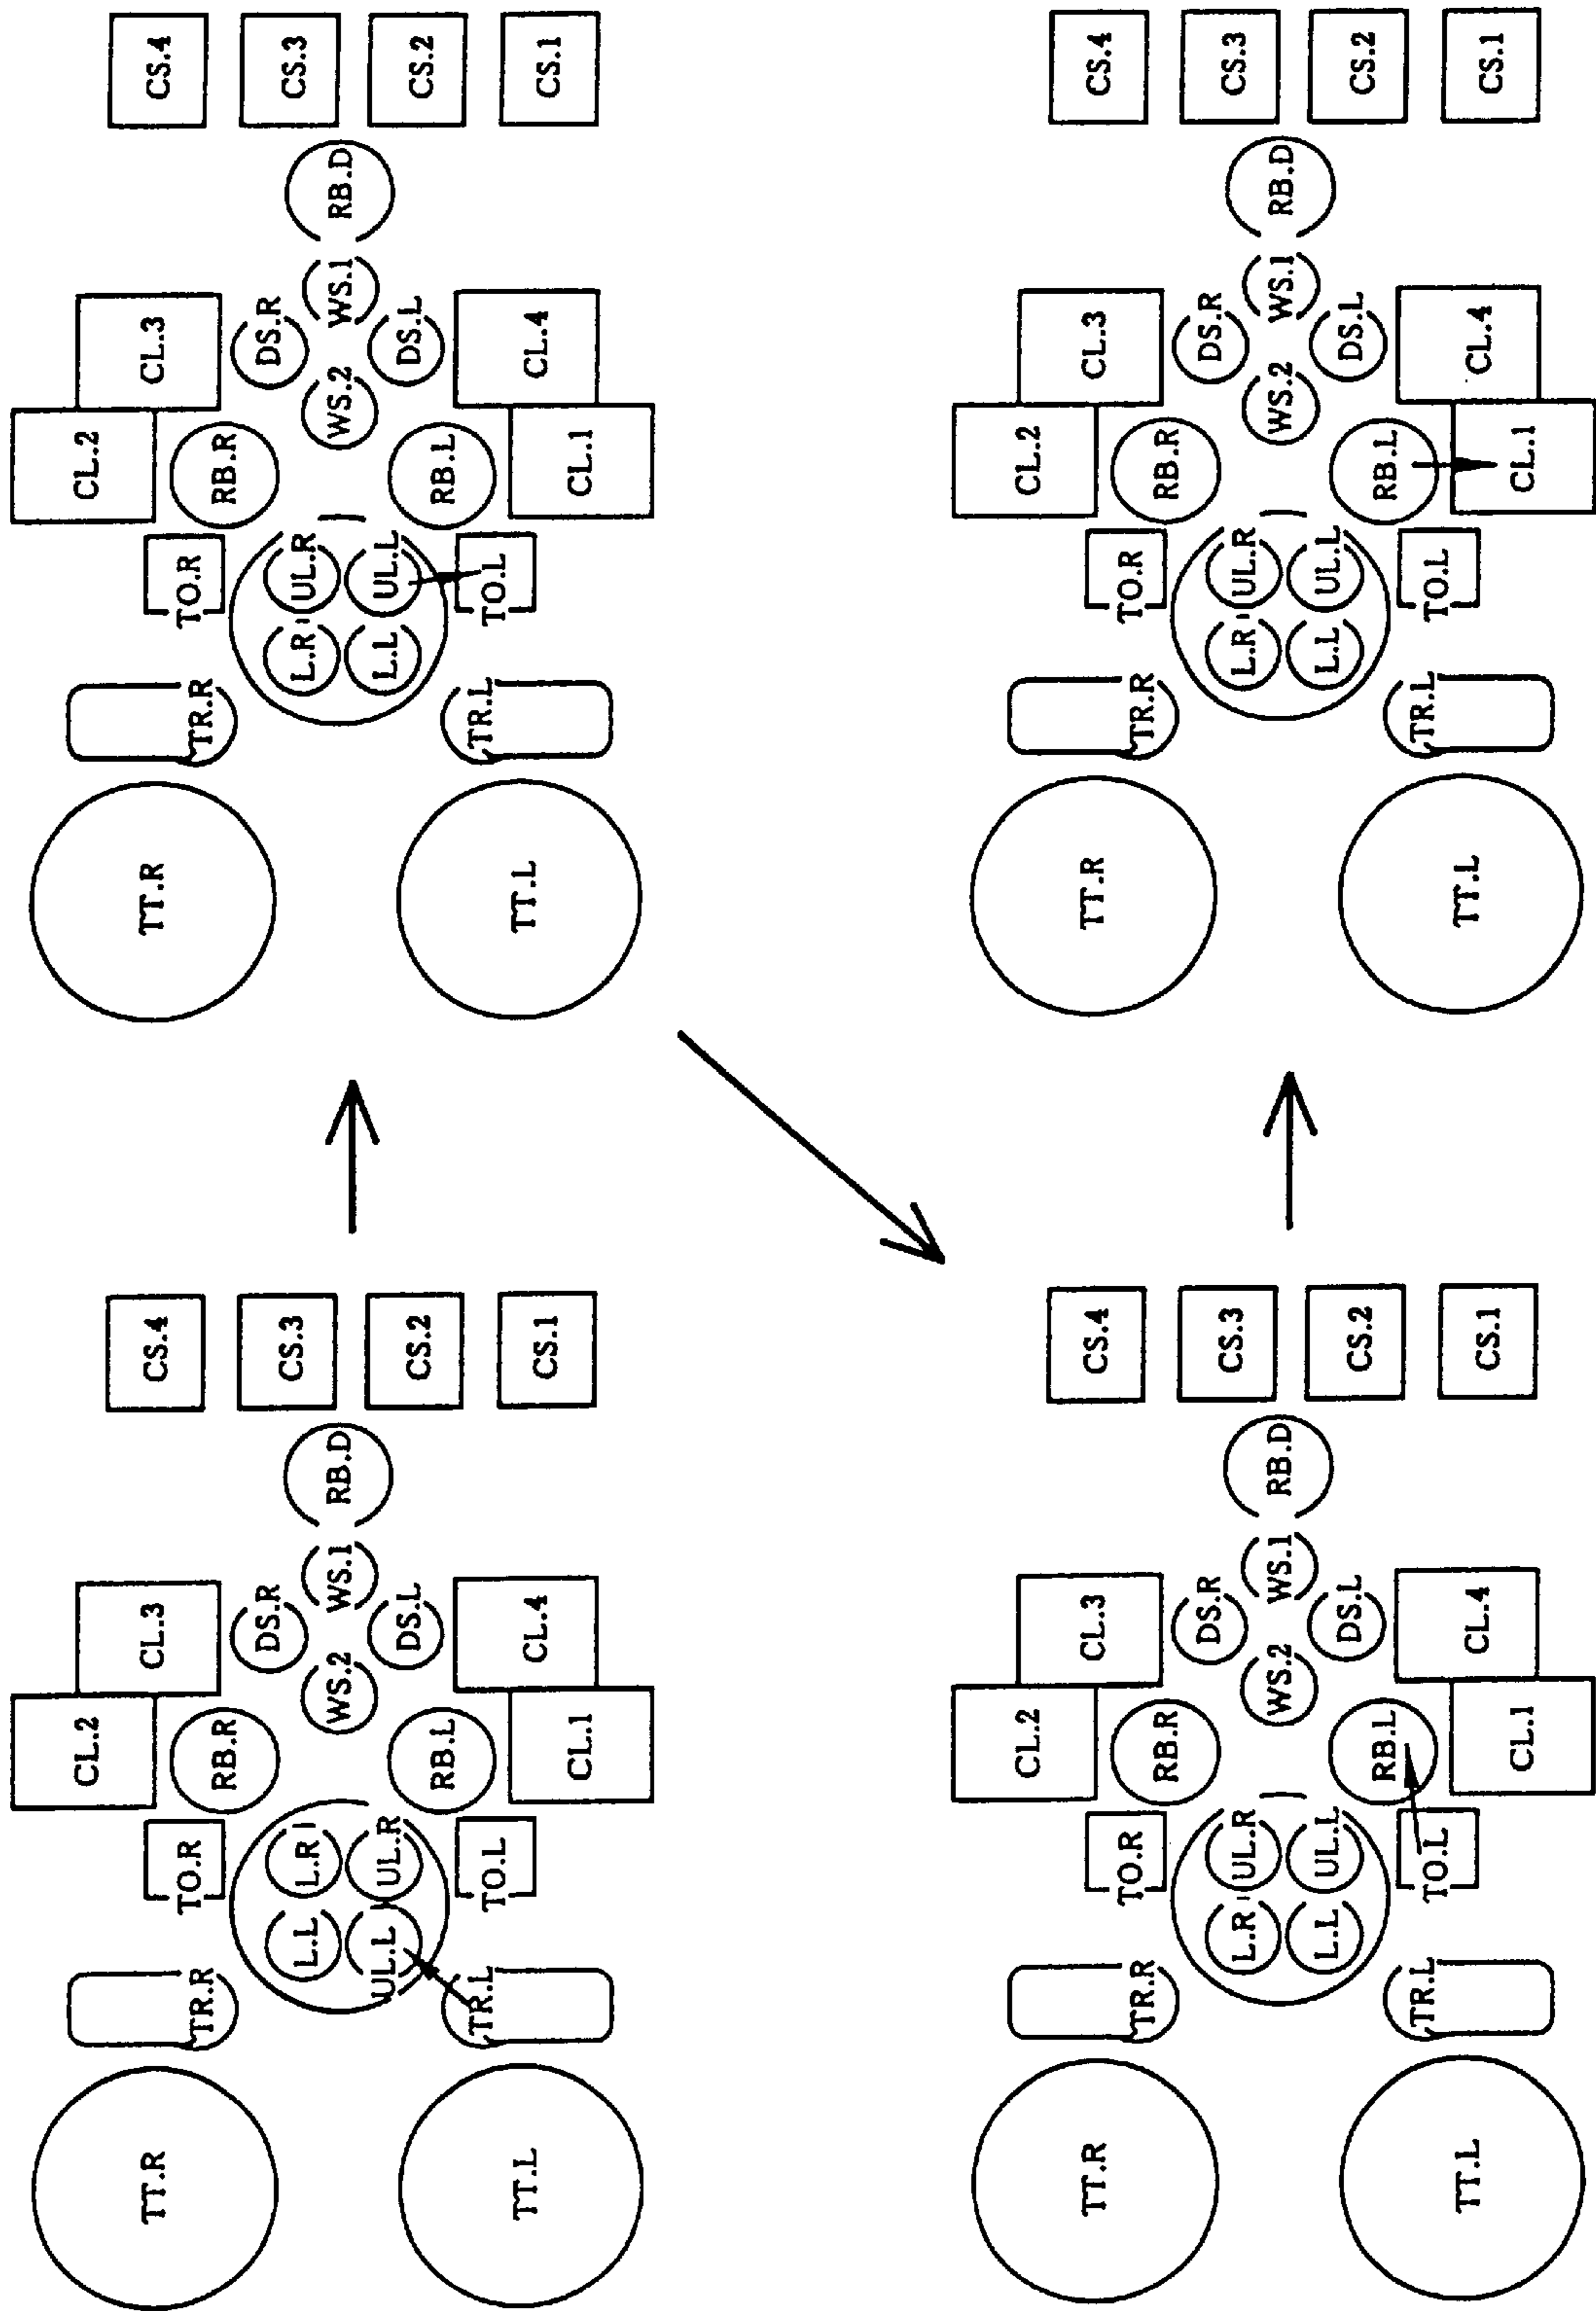 TT.R
TT.L
TR.R
TR.L
TO.R
L.L
L.R
UL.L
UL.R
TO.L
CL.2
RB.R
RB.L
CL.1
CL.3
DS.R
WS.2
WS.1
DS.L
CL.4
RB.D
CS.4
CS.3
CS.2
CS.1
TT.R
TT.L
TR.R
TR.L
TO.R
L.R
UL.R
L.L
UL.L
TO.L
CL.2
RB.R
RB.L
CL.1
CL.3
DS.R
WS.2
WS.1
DS.L
CL.4
RB.D
CS.4
CS.3
CS.2
CS.1
TT.R
TT.L
TR.R
TR.L
TO.R
L.R
UL.R
L.L
UL.L
TO.L
CL.2
RB.R
RB.L
CL.1
CL.3
DS.R
WS.2
WS.1
DS.L
CL.4
RB.D
CS.4
CS.3
CS.2
CS.1
TT.R
TT.L
TR.R
TR.L
TO.R
L.R
UL.R
L.L
UL.L
TO.L
CL.2
RB.R
RB.L
CL.1
CL.3
DS.R
WS.2
WS.1
DS.L
CL.4
RB.D
CS.4
CS.3
CS.2
CS.1